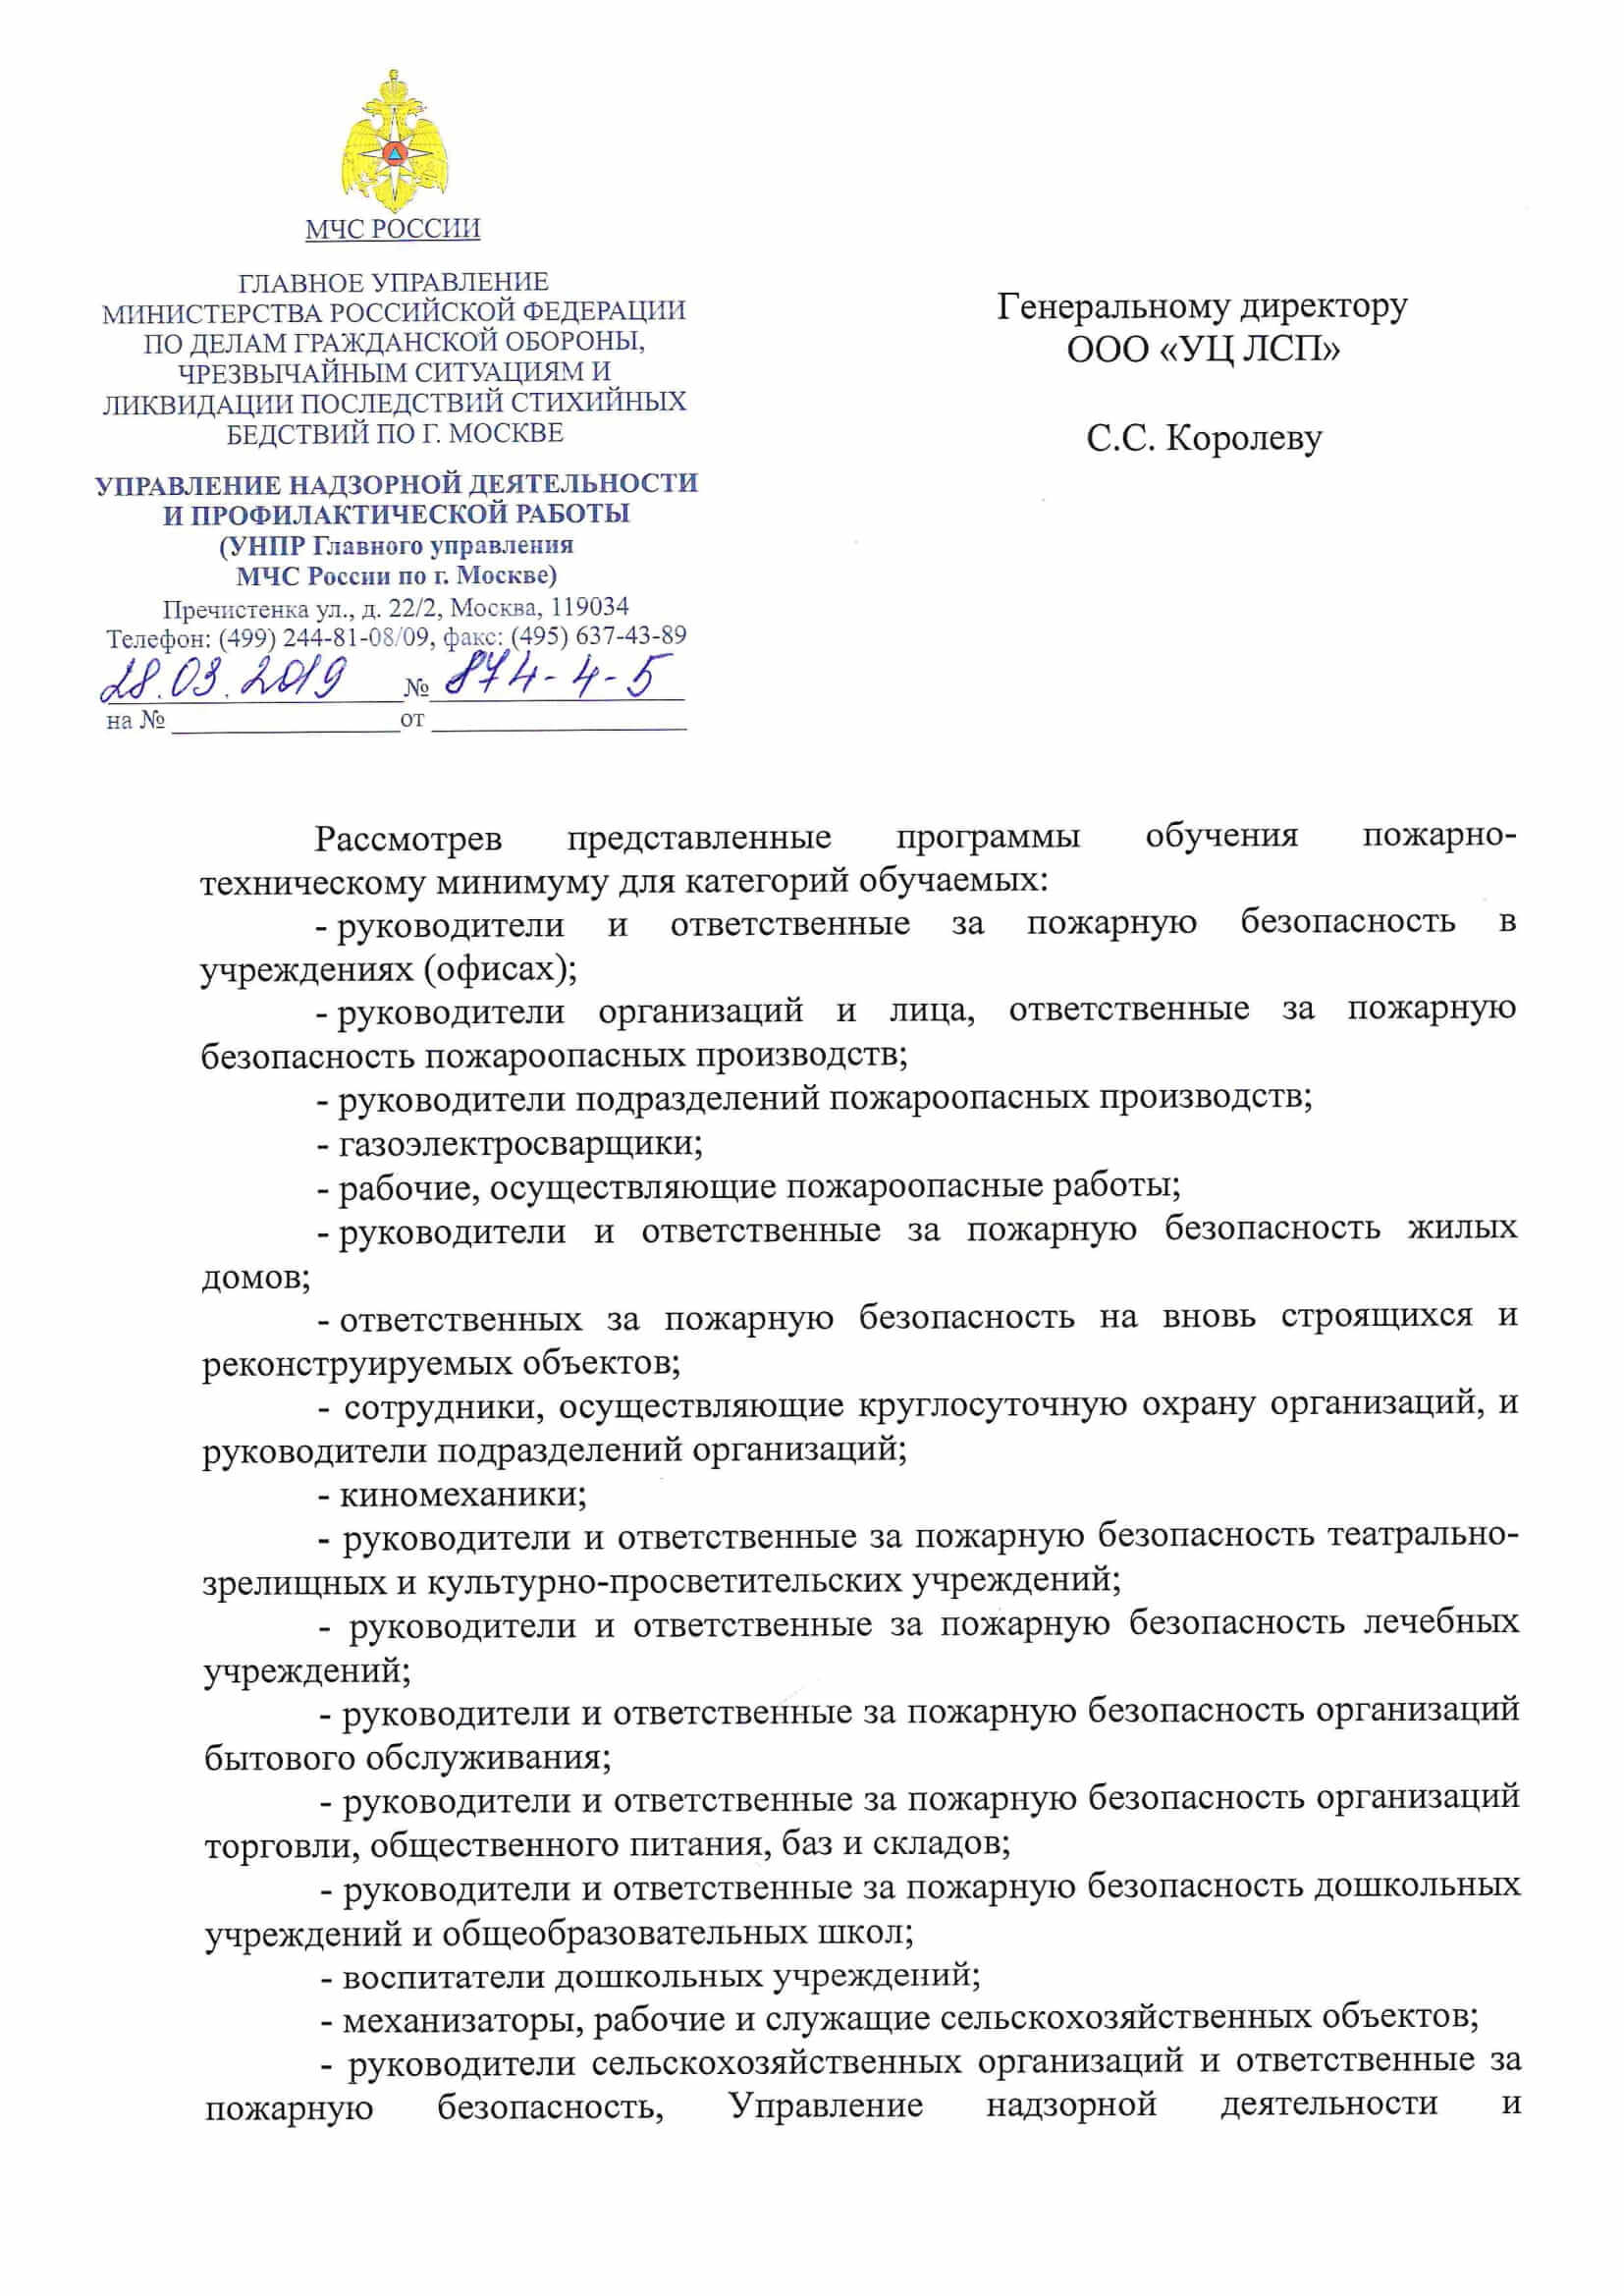 МЧС РОССИИ
ГЛАВНОЕ УПРАВЛЕНИЕ
МИНИСТЕРСТВА РОССИЙСКОЙ ФЕДЕРАЦИИ
ПО ДЕЛАМ ГРАЖДАНСКОЙ ОБОРОНЫ,
ЧРЕЗВЫЧАЙНЫМ СИТУАЦИЯМ И
ЛИКВИДАЦИИ ПОСЛЕДСТВИЙ СТИХИЙНЫХ
БЕДСТВИЙ ПО Г. МОСКВЕ
УПРАВЛЕНИЕ НАДЗОРНОЙ ДЕЯТЕЛЬНОСТИ
И ПРОФИЛАКТИЧЕСКОЙ РАБОТЫ
(УНПР Главного управления
МЧС России по г. Москве)
Пречистенка ул., д. 22/2, Москва, 119034
Телефон: (499) 244-81-08/09, факс: (495) 637-43-89
28.03.2019 № 874-4-5
на № от
Генеральному директору
ООО «УЦ ЛСП»
С.С. Королеву
Рассмотрев представленные программы обучения пожарно-
техническому минимуму для категорий обучаемых:
- руководители и ответственные за пожарную безопасность в
учреждениях (офисах);
- руководители организаций и лица, ответственные за пожарную
безопасность пожароопасных производств;
- руководители подразделений пожароопасных производств;
- газоэлектросварщики;
- рабочие, осуществляющие пожароопасные работы;
- руководители и ответственные за пожарную безопасность жилых
домов;
- ответственных за пожарную безопасность на вновь строящихся и
реконструируемых объектов;
- сотрудники, осуществляющие круглосуточную охрану организаций, и
руководители подразделений организаций;
- киномеханики;
- руководители и ответственные за пожарную безопасность театрально-
зрелищных и культурно-просветительских учреждений;
- руководители и ответственные за пожарную безопасность лечебных
учреждений;
- руководители и ответственные за пожарную безопасность организаций
бытового обслуживания;
- руководители и ответственные за пожарную безопасность организаций
торговли, общественного питания, баз и складов;
- руководители и ответственные за пожарную безопасность дошкольных
учреждений и общеобразовательных школ;
- воспитатели дошкольных учреждений;
- механизаторы, рабочие и служащие сельскохозяйственных объектов;
- руководители сельскохозяйственных организаций и ответственные за
пожарную безопасность, Управление надзорной деятельности и